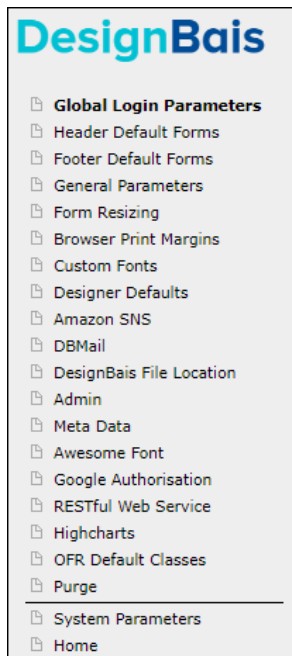 DesignBais
Global Login Parameters
Header Default Forms
Footer Default Forms
General Parameters
Form Resizing
Browser Print Margins
Custom Fonts
Designer Defaults
Amazon SNS
DBMail
DesignBais File Location
Admin
Meta Data
Awesome Font
Google Authorisation
RESTful Web Service
Highcharts
OFR Default Classes
Purge
System Parameters
Home